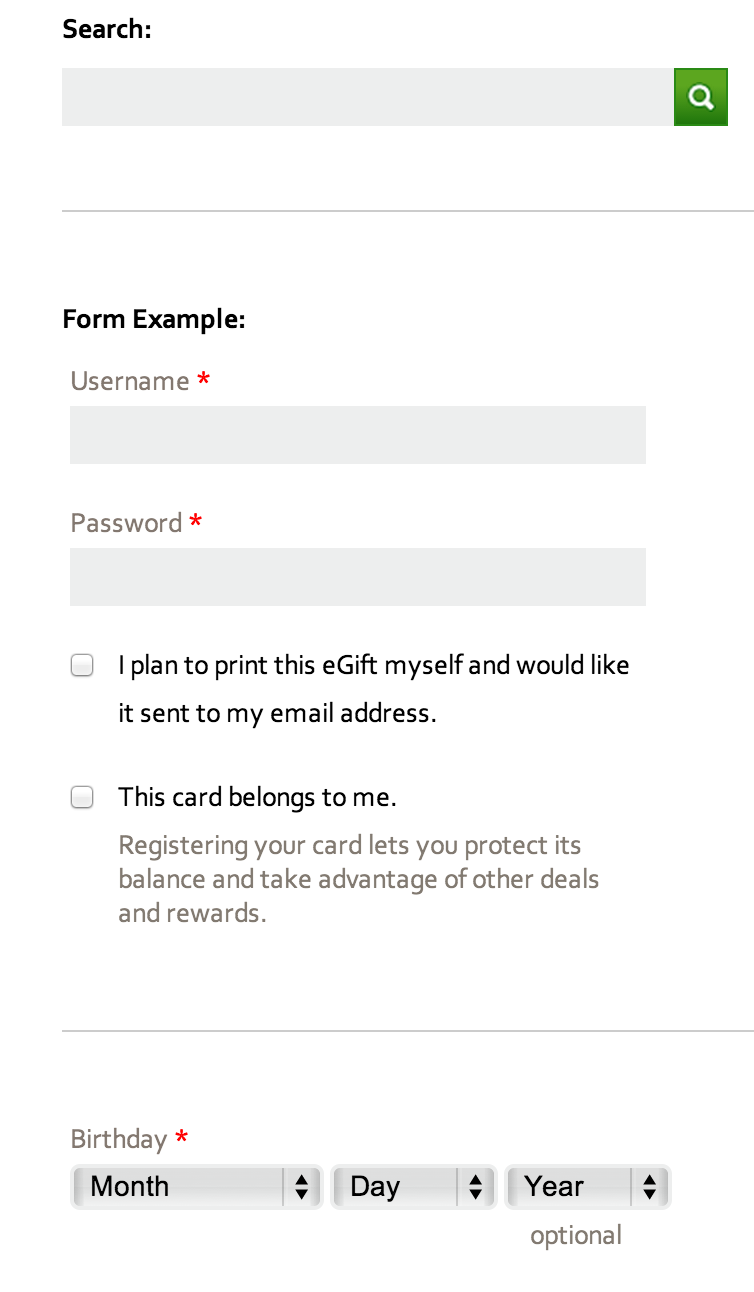 Search:
Form Example:
Username *
Password *
I plan to print this eGift myself and would like
it sent to my email address.
This card belongs to me.
Registering your card lets you protect its
balance and take advantage of other deals
and rewards.
Birthday *
Month Day Year
optional